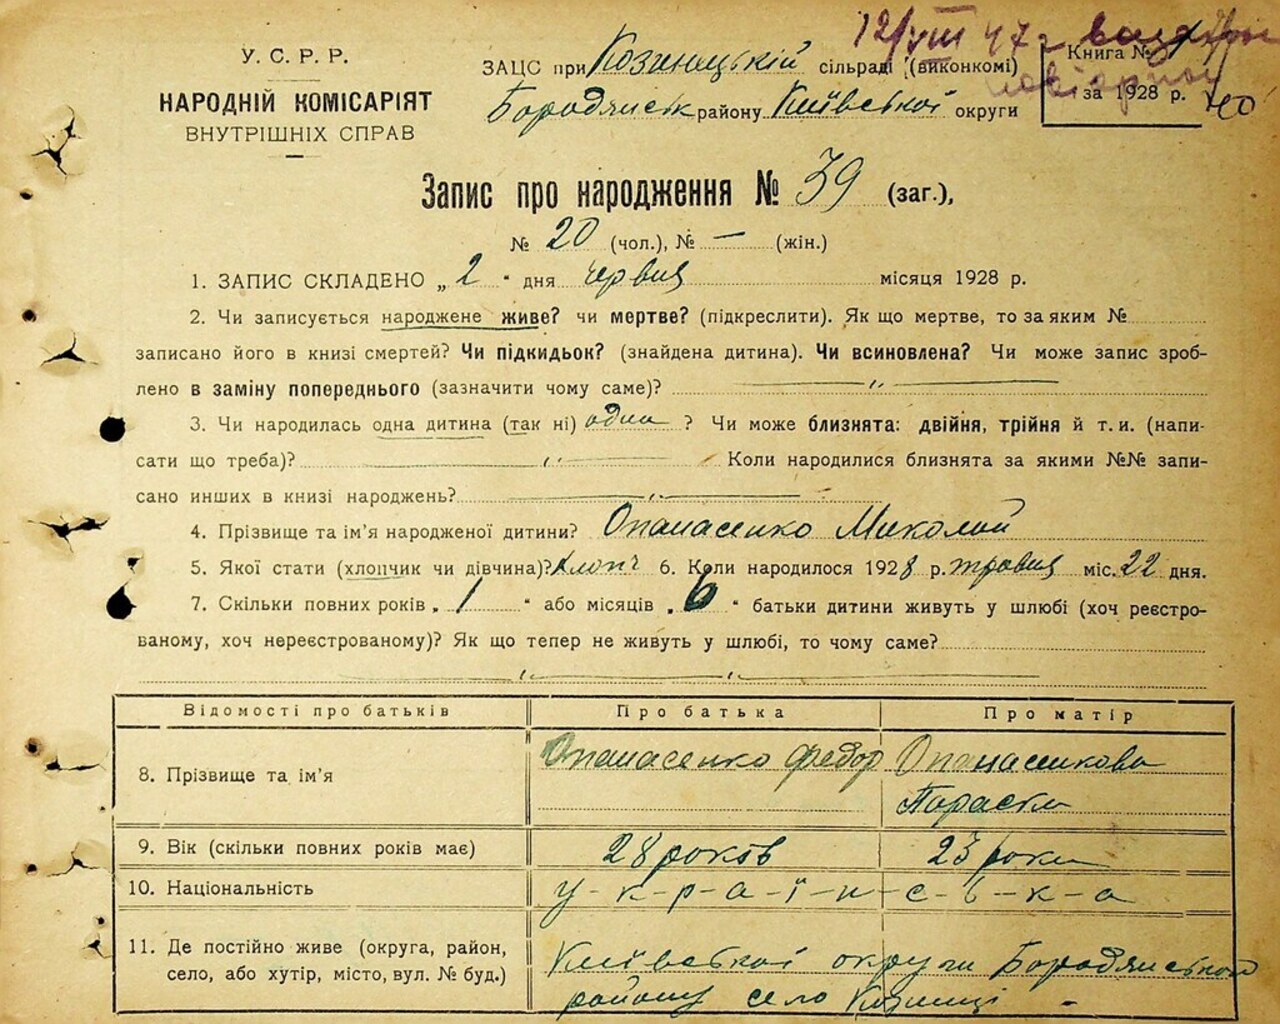 12/VIII 47 г
У.С.Р.Р.
НАРОДНІЙ КОМІСАРІЯТ
ВНУТРІШНІХ СПРАВ
ЗАЦС при сільраді (виконкомі)
Бородянск району Київської округи
Книга №
за 1928 р.
Запис про народження № 39 (заг.),
№ 20 (чол.), № — (жін.)
1. ЗАПИС СКЛАДЕНО „2“ дня червня місяця 1928 р.
2. Чи записується народжене живе? чи мертве? (підкреслити). Як що мертве, то за яким №
записано його в книзі смертей? Чи підкидьок? (знайдена дитина). Чи всиновлена? Чи може запис зроб-
лено в заміну попереднього (зазначити чому саме)? — „ —
3. Чи народилась одна дитина (так ні) одна ? Чи може близнята: двійня, трійня й т. и. (напи-
сати що треба)? — „ — Коли народилися близнята за якими №№ запи-
сано инших в книзі народжень? — „ —
4. Прізвище та ім'я народженої дитини? Опанасенко Миколай
5. Якої стати (хлопчик чи дівчина)? Хлопч 6. Коли народилося 1928 р. травня міс. 22 дня.
7. Скільки повних років „ 1 “ або місяців „ 6 “ батьки дитини живуть у шлюбі (хоч реєстро-
ваному, хоч нереєстрованому)? Як що тепер не живуть у шлюбі, то чому саме?
— „ — „ —
Відомості про батьків Про батька Про матір
8. Прізвище та ім'я Опанасенко Федор Опанасенкова
Параска
9. Вік (скільки повних років має) 28 років 23 роки
10. Національність у-к-р-а-ї-н-с-ь-к-а
11. Де постійно живе (округа, район,
село, або хутір, місто, вул. № буд.)
Київської округи Бородянського
району село